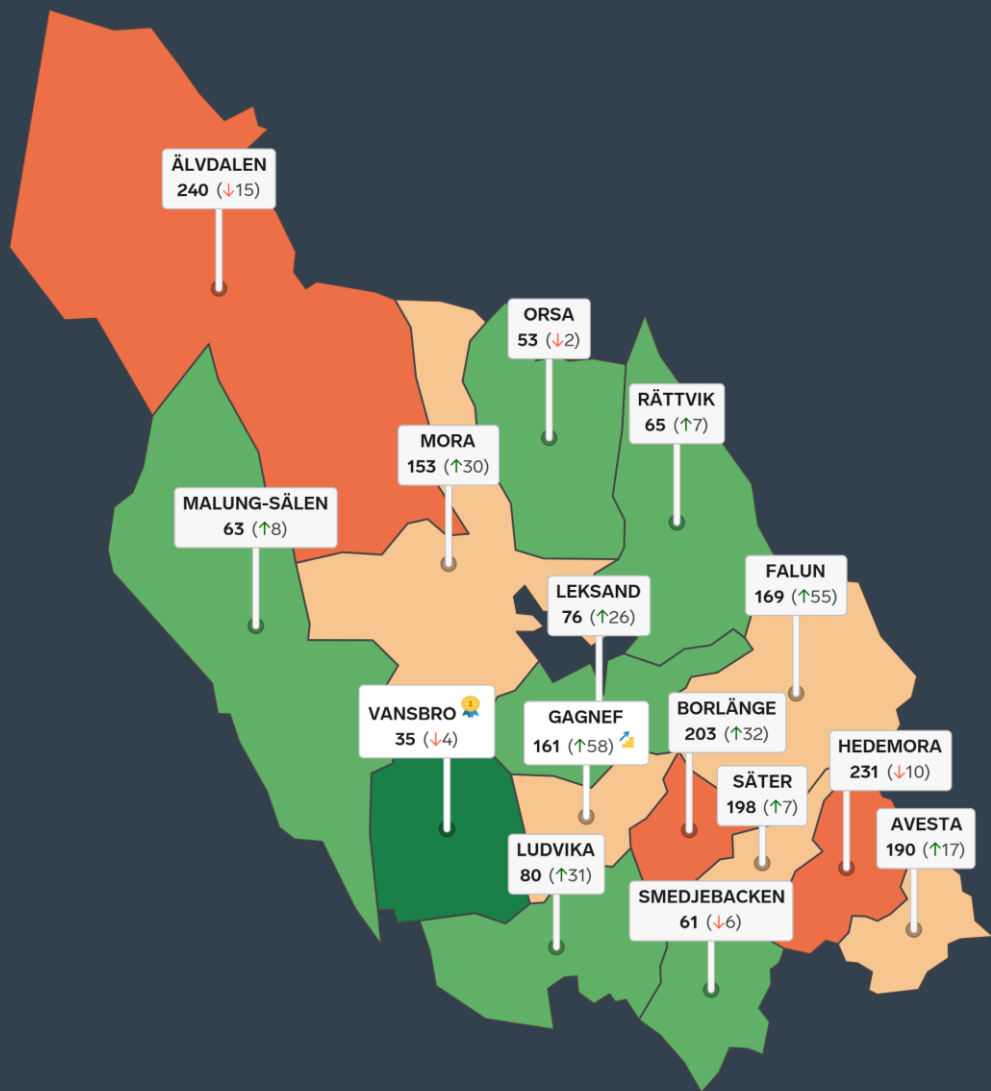 ÄLVDALEN
240 (↓15)
ORSA
53 (↓2)
RÄTTVIK
65 (↑7)
MORA
153 (↑30)
MALUNG-SÄLEN
63 (↑8)
FALUN
169 (↑55)
LEKSAND
76 (↑26)
VANSBRO 1
35 (↓4)
GAGNEF
161 (↑58)
BORLÄNGE
203 (↑32)
HEDEMORA
231 (↓10)
SÄTER
198 (↑7)
AVESTA
190 (↑17)
LUDVIKA
80 (↑31)
SMEDJEBACKEN
61 (↓6)